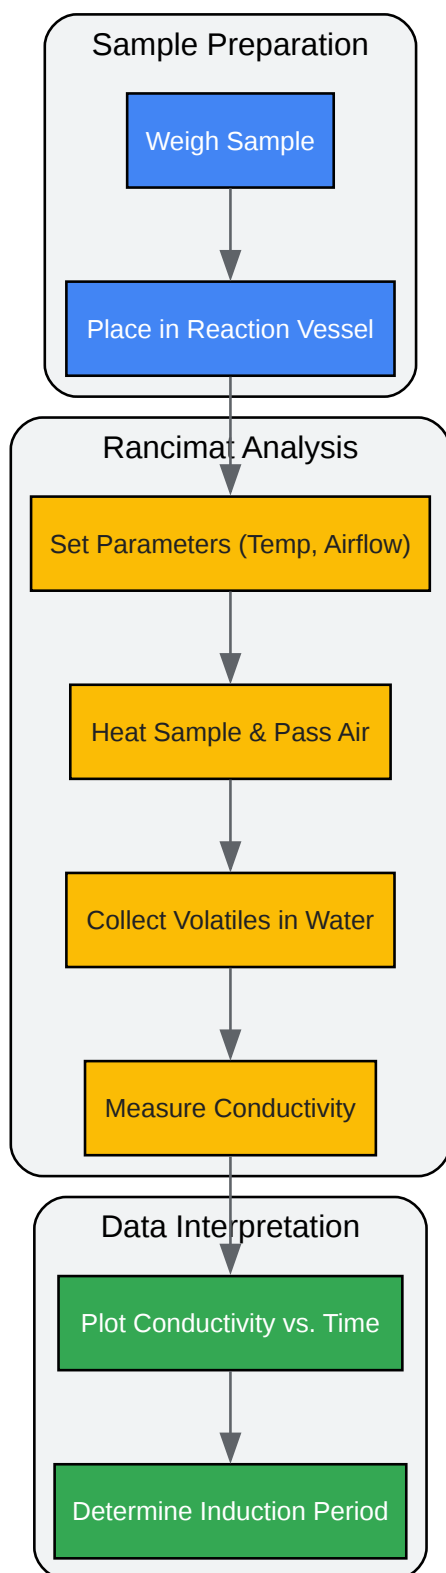 Sample Preparation
Weigh Sample
Place in Reaction Vessel
Rancimat Analysis
Set Parameters (Temp, Airflow)
Heat Sample & Pass Air
Collect Volatiles in Water
Measure Conductivity
Data Interpretation
Plot Conductivity vs. Time
Determine Induction Period